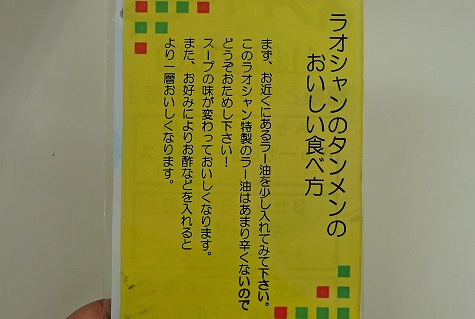 ラオシャンのタンメンの
おいしい食べ方
まず、お近くにあるラー油を少し入れてみて下さい。
このラオシャン特製のラー油はあまり辛くないので
どうぞおためし下さい！
スープの味が変わっておいしくなります。
また、お好みによりお酢などを入れると
より一層おいしくなります。